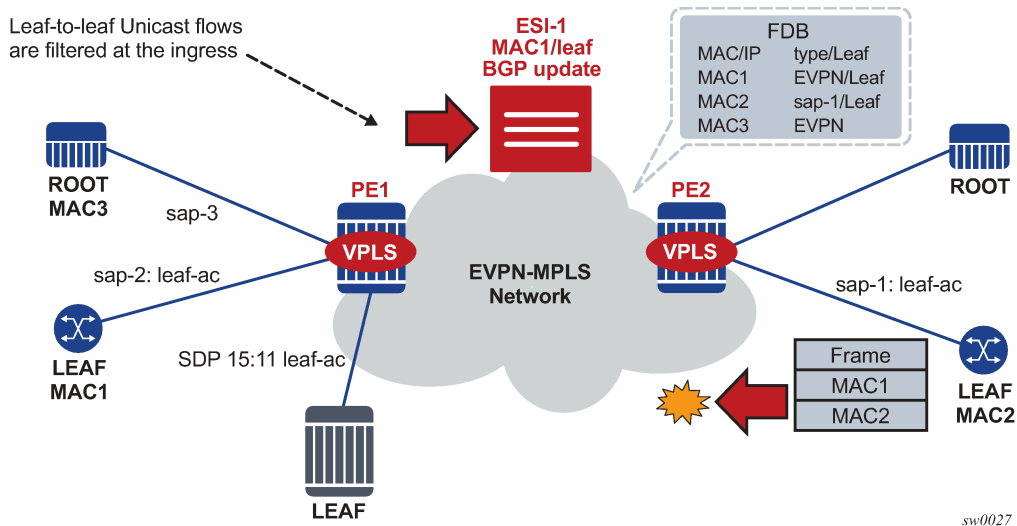 Leaf-to-leaf Unicast flows
are filtered at the ingress
ESI-1
MAC1/leaf
BGP update
FDB
MAC/IP type/Leaf
MAC1 EVPN/Leaf
MAC2 sap-1/Leaf
MAC3 EVPN
ROOT
MAC3
sap-3
PE1
VPLS
PE2
VPLS
ROOT
sap-2: leaf-ac
EVPN-MPLS
Network
sap-1: leaf-ac
LEAF
MAC1
SDP 15:11 leaf-ac
Frame
MAC1
MAC2
LEAF
MAC2
LEAF
sw0027